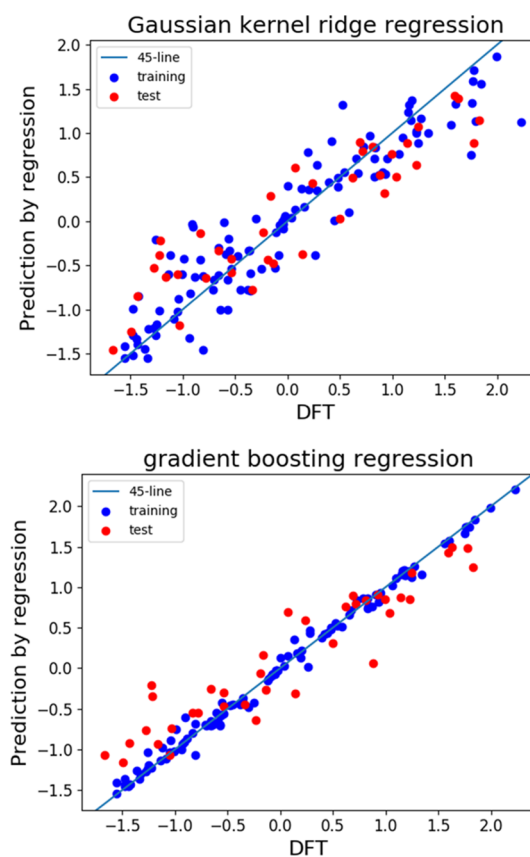 Gaussian kernel ridge regression
45-line
training
test
2.0
1.5
1.0
0.5
0.0
−0.5
−1.0
−1.5
Prediction by regression
−1.5 −1.0 −0.5 0.0 0.5 1.0 1.5 2.0
DFT
gradient boosting regression
45-line
training
test
2.0
1.5
1.0
0.5
0.0
−0.5
−1.0
−1.5
Prediction by regression
−1.5 −1.0 −0.5 0.0 0.5 1.0 1.5 2.0
DFT